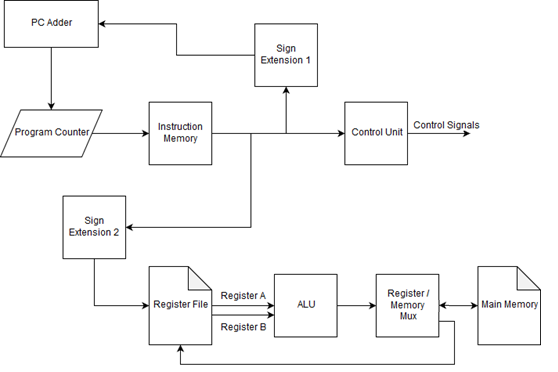 PC Adder
Sign
Extension 1
Program Counter
Instruction
Memory
Control Unit
Control Signals
Sign
Extension 2
Register File
Register A
Register B
ALU
Register /
Memory
Mux
Main Memory